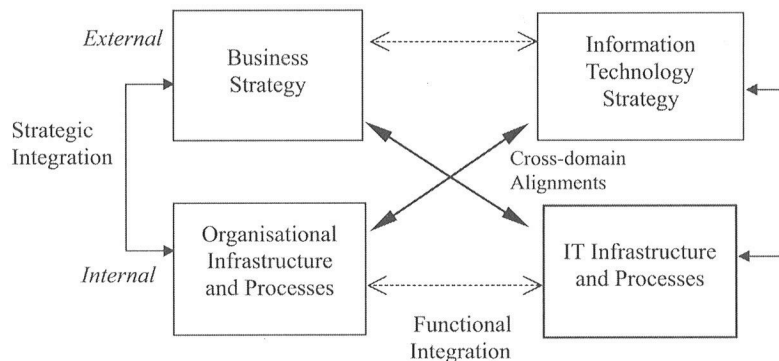 External
Business
Strategy
Information
Technology
Strategy
Strategic
Integration
Cross-domain
Alignments
Internal
Organisational
Infrastructure
and Processes
IT Infrastructure
and Processes
Functional
Integration